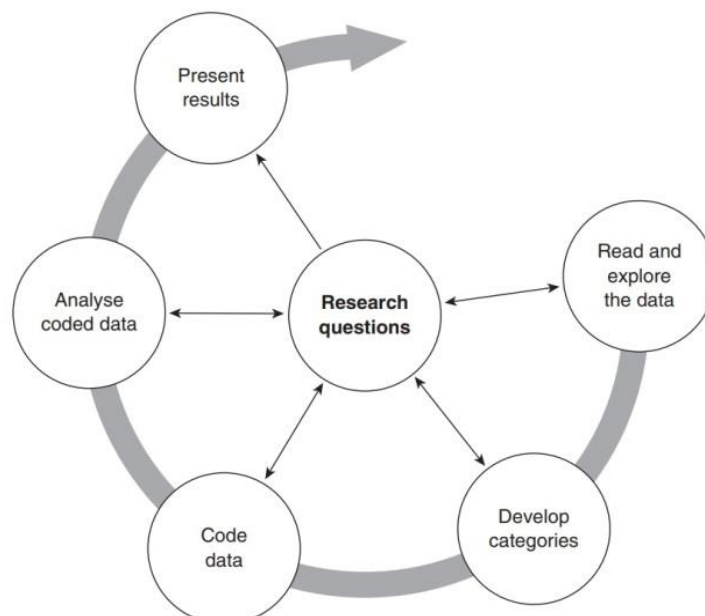 Present
results
Read and
explore
the data
Analyse
coded data
Research
questions
Develop
categories
Code
data